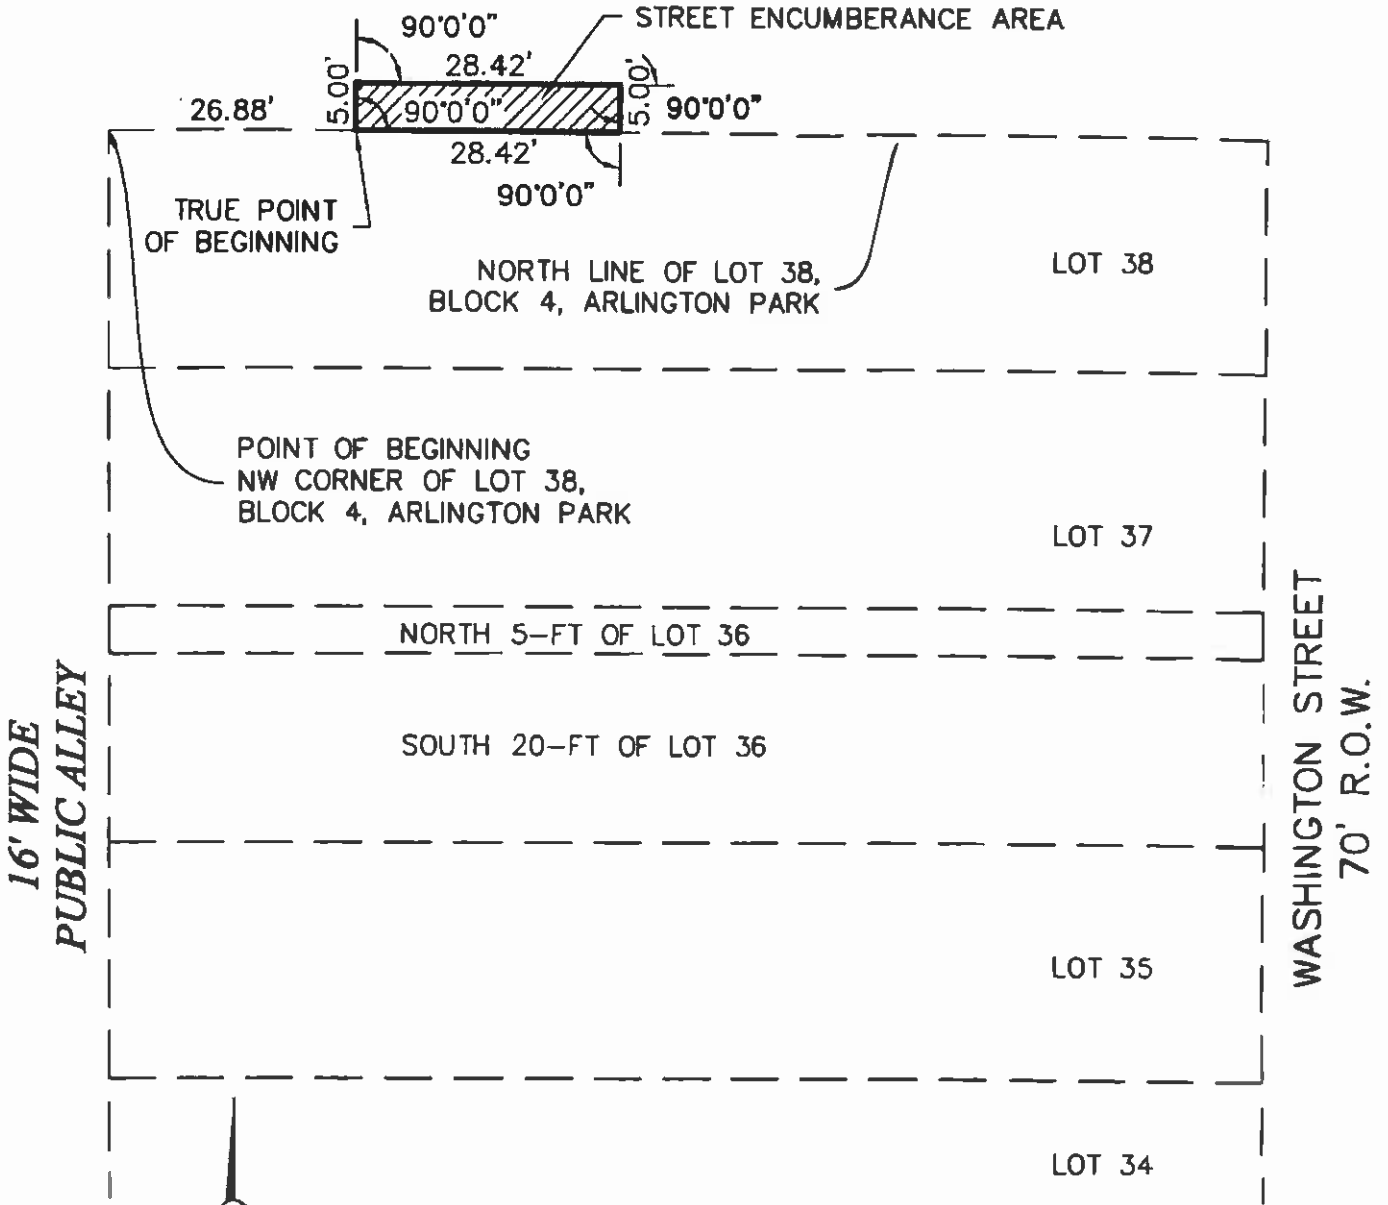 STREET ENCUMBERANCE AREA
90°0'0"
28.42'
5.00'
5.00'
26.88'
90°0'0"
90°0'0"
28.42'
90°0'0"
TRUE POINT
OF BEGINNING
NORTH LINE OF LOT 38,
BLOCK 4, ARLINGTON PARK
LOT 38
POINT OF BEGINNING
NW CORNER OF LOT 38,
BLOCK 4, ARLINGTON PARK
LOT 37
NORTH 5-FT OF LOT 36
SOUTH 20-FT OF LOT 36
16' WIDE
PUBLIC ALLEY
WASHINGTON STREET
70' R.O.W.
LOT 35
LOT 34